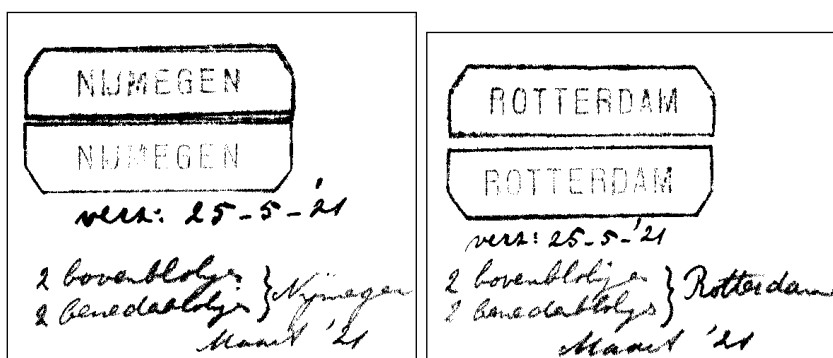 NIJMEGEN
NIJMEGEN
verz: 25-5-'21
2 bovenblokjes
2 benedenblokjes } Nijmegen
Maart '21
ROTTERDAM
ROTTERDAM
verz: 25-5-'21
2 bovenblokjes
2 benedenblokjes } Rotterdam
Maart '21